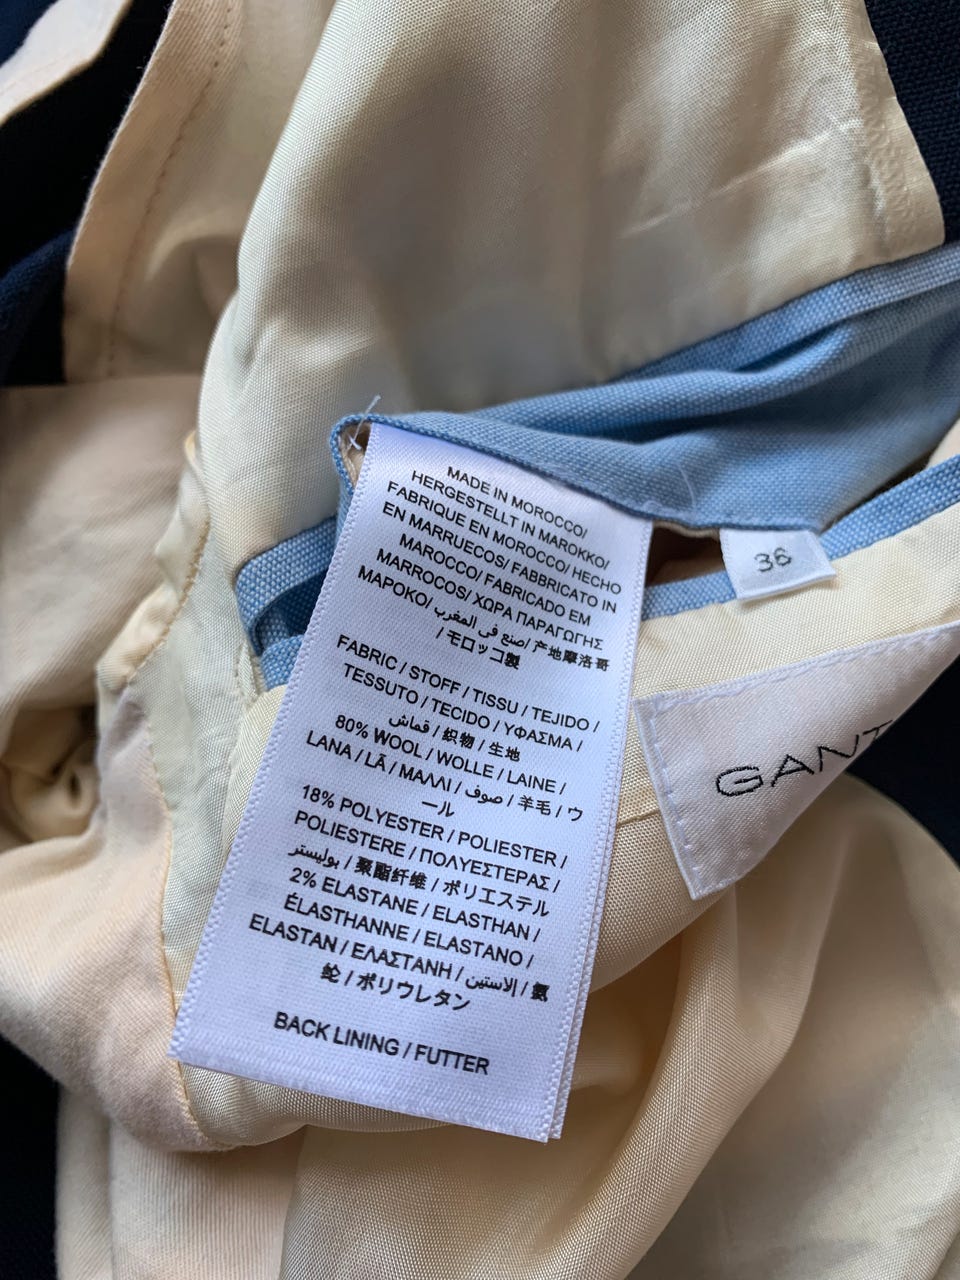 MADE IN MOROCCO/
HERGESTELLT IN MAROKKO/
FABRIQUE EN MOROCCO/ HECHO
EN MARRUECOS/ FABBRICATO IN
MAROCCO/ FABRICADO EM
MARROCOS/ ΧΩΡΑ ΠΑΡΑΓΩΓΗΣ
ΜΑΡΟΚΟ/ صنع في المغرب/ 产地摩洛哥
/ モロッコ製
FABRIC / STOFF / TISSU / TEJIDO /
TESSUTO / TECIDO / ΥΦΑΣΜΑ /
قماش / 织物 / 生地
80% WOOL / WOLLE / LAINE /
LANA / LÃ / ΜΑΛΛΙ / صوف / 羊毛 / ウ
ール
18% POLYESTER / POLIESTER /
POLIESTERE / ΠΟΛΥΕΣΤΕΡΑΣ /
بوليستر / 聚酯纤维 / ポリエステル
2% ELASTANE / ELASTHAN /
ÉLASTHANNE / ELASTANO /
ELASTAN / ΕΛΑΣΤΑΝΗ / إلاستين / 氨
纶 / ポリウレタン
BACK LINING / FUTTER
36
GANT